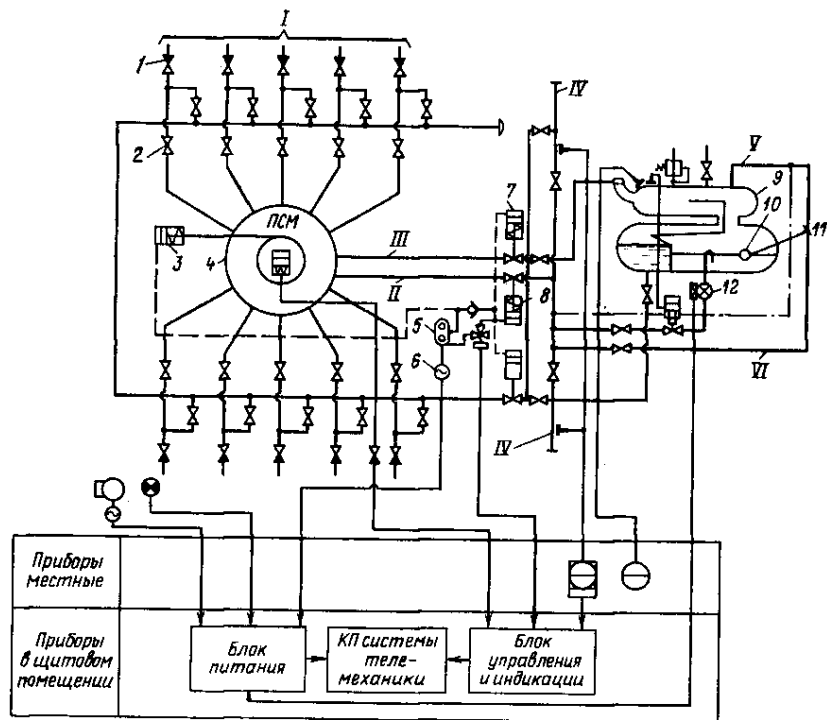 I
1
IV
2
V
9
ПСМ
7
10
11
III
3
4
II
12
8
5
6
VI
IV
Приборы
местные
Приборы
в щитовом
помещении
Блок
питания
КП системы
теле-
механики
Блок
управления
и индикации